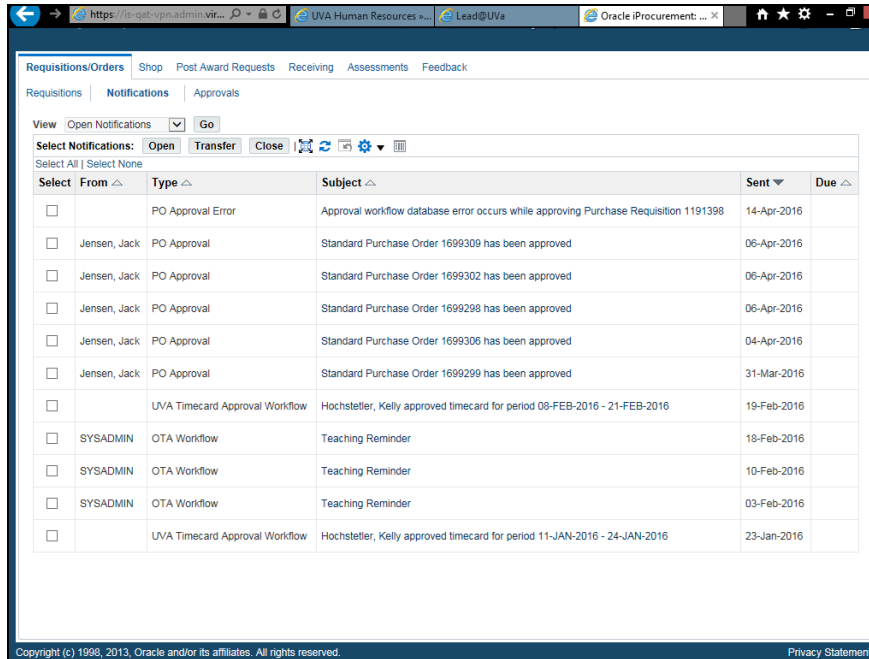 https://is-qat-vpn.admin.vir... UVA Human Resources »... Lead@UVa Oracle iProcurement: ...
Requisitions/Orders Shop Post Award Requests Receiving Assessments Feedback
Requisitions Notifications Approvals
View Open Notifications Go
Select Notifications: Open Transfer Close
Select All | Select None
Select From Type Subject Sent Due
PO Approval Error Approval workflow database error occurs while approving Purchase Requisition 1191398 14-Apr-2016
Jensen, Jack PO Approval Standard Purchase Order 1699309 has been approved 06-Apr-2016
Jensen, Jack PO Approval Standard Purchase Order 1699302 has been approved 06-Apr-2016
Jensen, Jack PO Approval Standard Purchase Order 1699298 has been approved 06-Apr-2016
Jensen, Jack PO Approval Standard Purchase Order 1699306 has been approved 04-Apr-2016
Jensen, Jack PO Approval Standard Purchase Order 1699299 has been approved 31-Mar-2016
UVA Timecard Approval Workflow Hochstetler, Kelly approved timecard for period 08-FEB-2016 - 21-FEB-2016 19-Feb-2016
SYSADMIN OTA Workflow Teaching Reminder 18-Feb-2016
SYSADMIN OTA Workflow Teaching Reminder 10-Feb-2016
SYSADMIN OTA Workflow Teaching Reminder 03-Feb-2016
UVA Timecard Approval Workflow Hochstetler, Kelly approved timecard for period 11-JAN-2016 - 24-JAN-2016 23-Jan-2016
Copyright (c) 1998, 2013, Oracle and/or its affiliates. All rights reserved. Privacy Statement